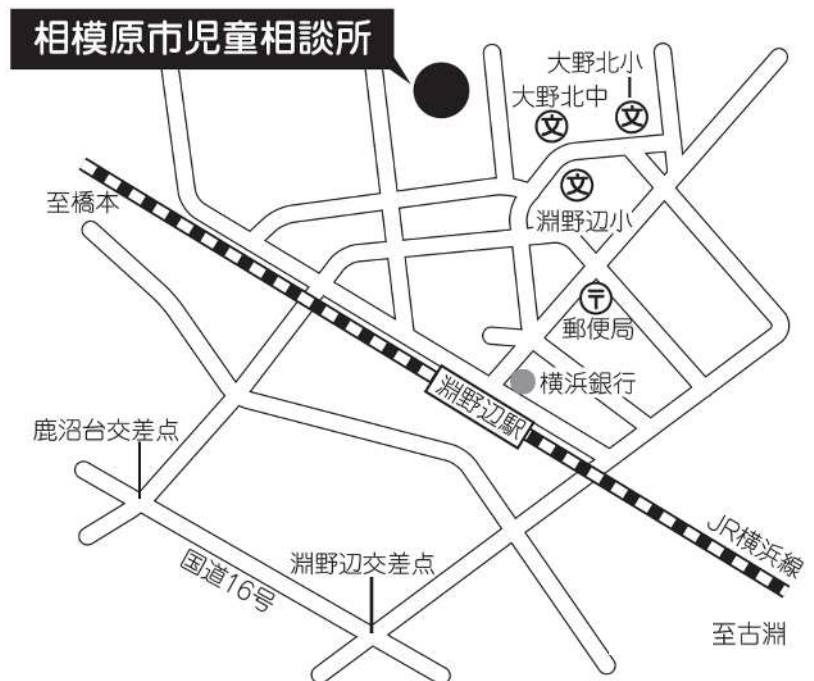 相模原市児童相談所
大野北小
大野北中
文
文
文
至橋本
淵野辺小
〒
郵便局
横浜銀行
淵野辺駅
鹿沼台交差点
JR横浜線
国道16号
淵野辺交差点
至古淵